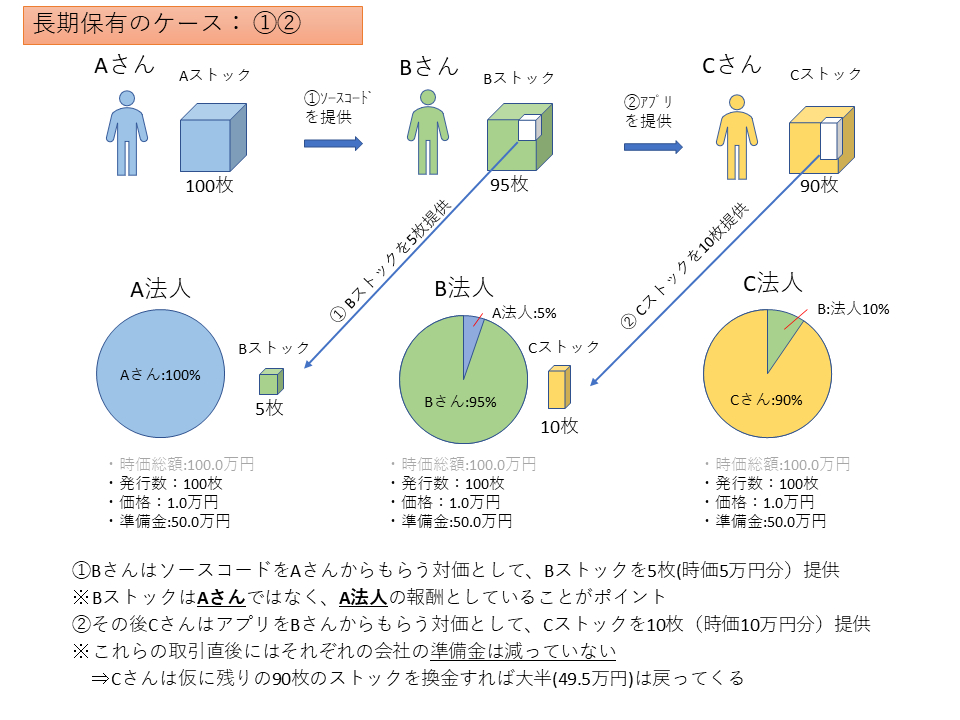 長期保有のケース： ①②
Aさん
Aストック
100枚
①ｿｰｽｺｰﾄﾞ
を提供
Bさん
Bストック
95枚
②ｱﾌﾟﾘ
を提供
Cさん
Cストック
90枚
① Bストックを5枚提供
② Cストックを10枚提供
A法人
Aさん:100%
Bストック
5枚
・時価総額:100.0万円
・発行数：100枚
・価格：1.0万円
・準備金:50.0万円
B法人
A法人:5%
Bさん:95%
Cストック
10枚
・時価総額:100.0万円
・発行数：100枚
・価格：1.0万円
・準備金:50.0万円
C法人
B:法人10%
Cさん:90%
・時価総額:100.0万円
・発行数：100枚
・価格：1.0万円
・準備金:50.0万円
①BさんはソースコードをAさんからもらう対価として、Bストックを5枚(時価5万円分）提供
※BストックはAさんではなく、A法人の報酬としていることがポイント
②その後CさんはアプリをBさんからもらう対価として、Cストックを10枚（時価10万円分）提供
※これらの取引直後にはそれぞれの会社の準備金は減っていない
⇒Cさんは仮に残りの90枚のストックを換金すれば大半(49.5万円)は戻ってくる